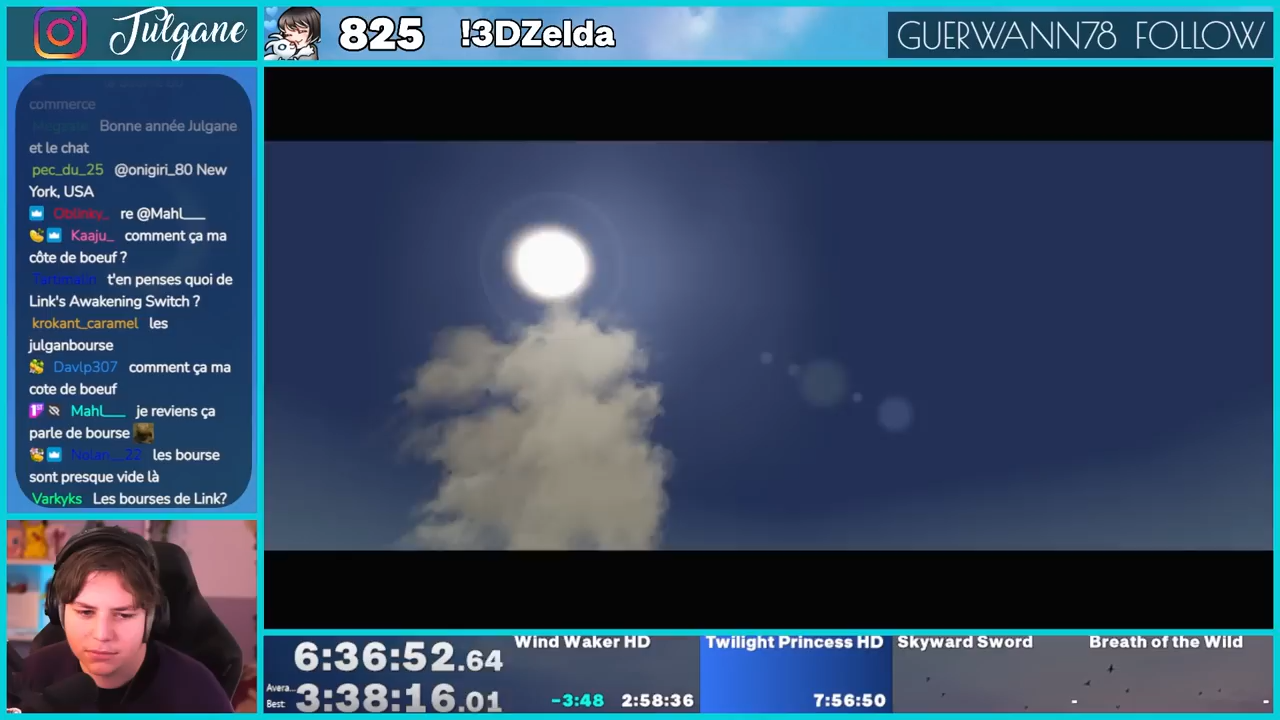 Julgane
825 !3DZelda
GUERWANN78 FOLLOW
commerce
Bonne année Julgane
et le chat
pec_du_25 @onigiri_80 New
York, USA
Oblinky_ re @Mahl___
Kaaju_ comment ça ma
côte de boeuf ?
t'en penses quoi de
Link's Awakening Switch ?
krokant_caramel les
julganbourse
Davlp307 comment ça ma
cote de boeuf
Mahl___ je reviens ça
parle de bourse
Nolan__22 les bourse
sont presque vide là
Varkyks Les bourses de Link?
6:36:52.64
Avera...
Best: 3:38:16.01
Wind Waker HD
-3:48 2:58:36
Twilight Princess HD
7:56:50
Skyward Sword
-
Breath of the Wild
-